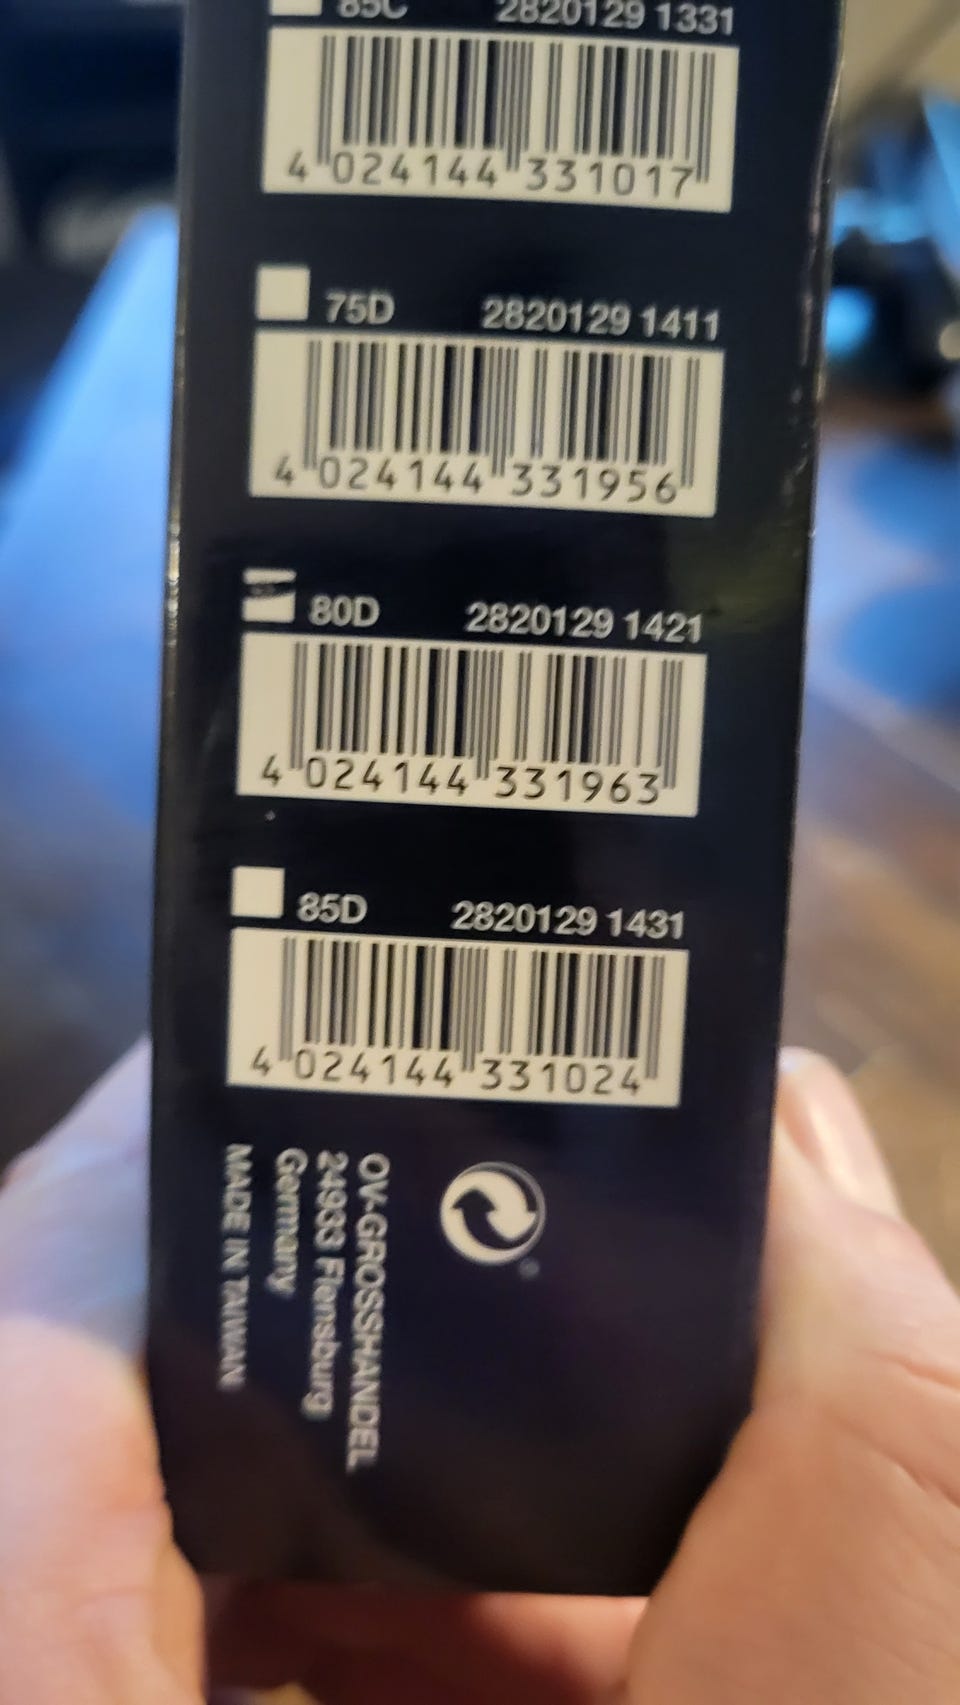 85C 2820129 1331
4 024144 331017
75D 2820129 1411
4 024144 331956
80D 2820129 1421
4 024144 331963
85D 2820129 1431
4 024144 331024
OV-GROSSHANDEL
24933 Flensburg
Germany
MADE IN TAIWAN